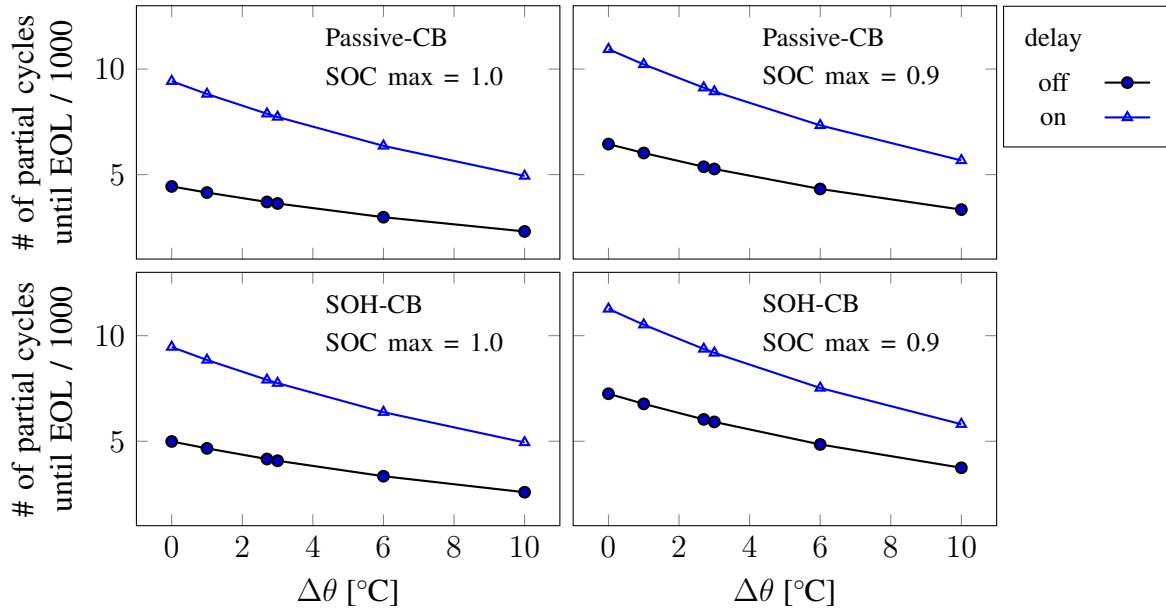 Passive-CB
SOC max = 1.0
10
5
# of partial cycles
until EOL / 1000
Passive-CB
SOC max = 0.9
delay
off
on
SOH-CB
SOC max = 1.0
10
5
# of partial cycles
until EOL / 1000
SOH-CB
SOC max = 0.9
0 2 4 6 8 10
0 2 4 6 8 10
Δθ [°C]
Δθ [°C]